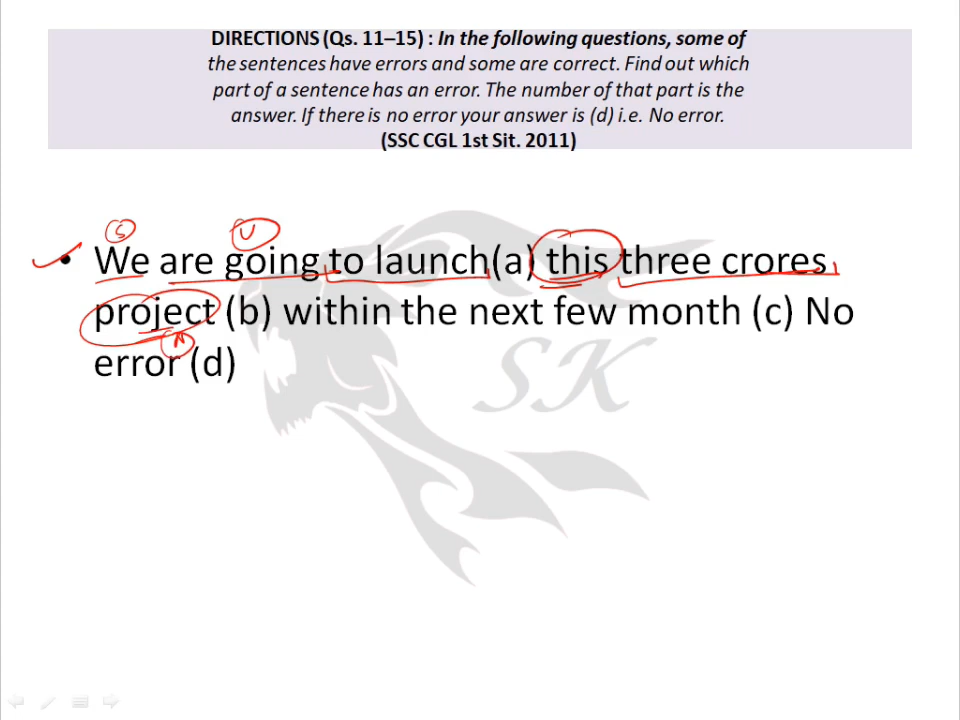 DIRECTIONS (Qs. 11–15) : In the following questions, some of
the sentences have errors and some are correct. Find out which
part of a sentence has an error. The number of that part is the
answer. If there is no error your answer is (d) i.e. No error.
(SSC CGL 1st Sit. 2011)
S V
• We are going to launch(a) this three crores
project (b) within the next few month (c) No
N
error (d)
SK